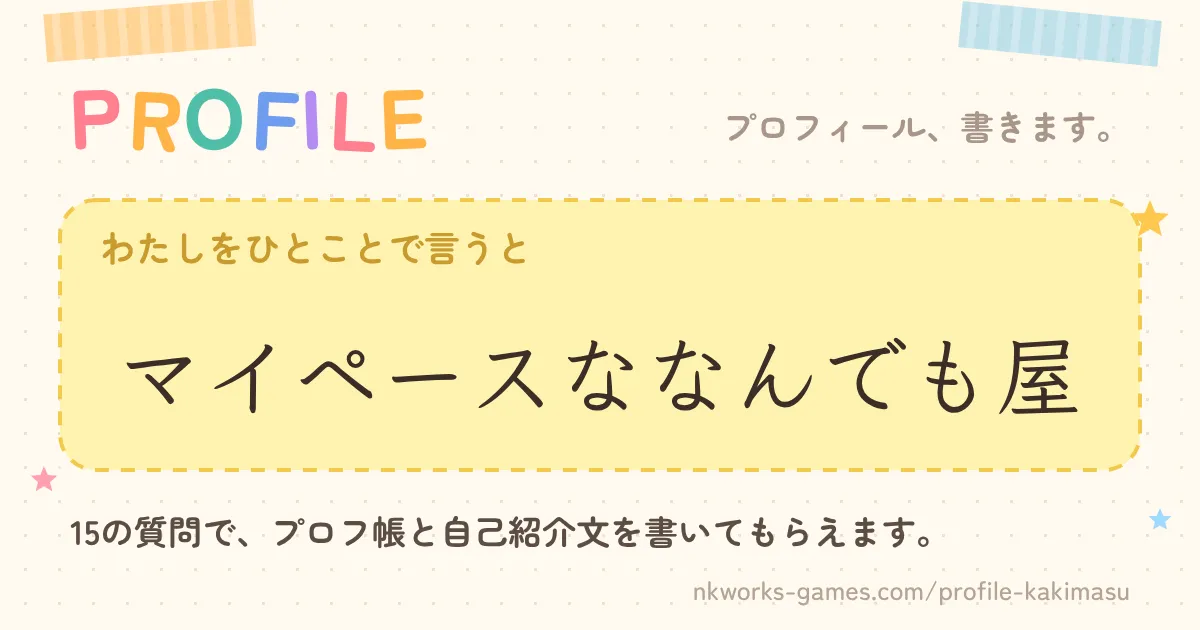 PROFILE
プロフィール、書きます。
わたしをひとことで言うと
マイペースななんでも屋
15の質問で、プロフ帳と自己紹介文を書いてもらえます。
nkworks-games.com/profile-kakimasu